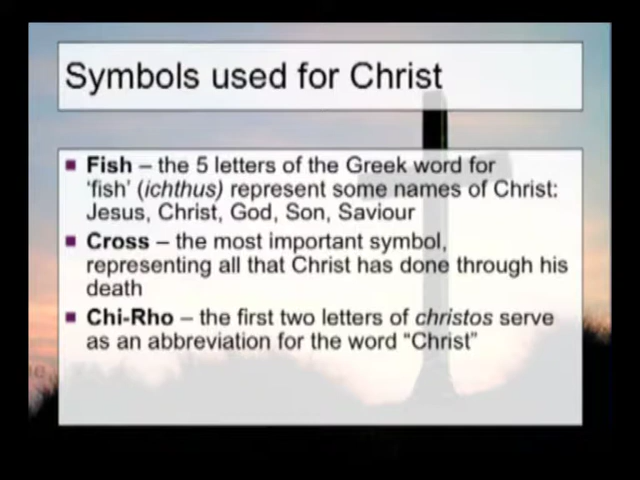 Symbols used for Christ
■ Fish – the 5 letters of the Greek word for
'fish' (ichthus) represent some names of Christ:
Jesus, Christ, God, Son, Saviour
■ Cross – the most important symbol,
representing all that Christ has done through his
death
■ Chi-Rho – the first two letters of christos serve
as an abbreviation for the word “Christ”